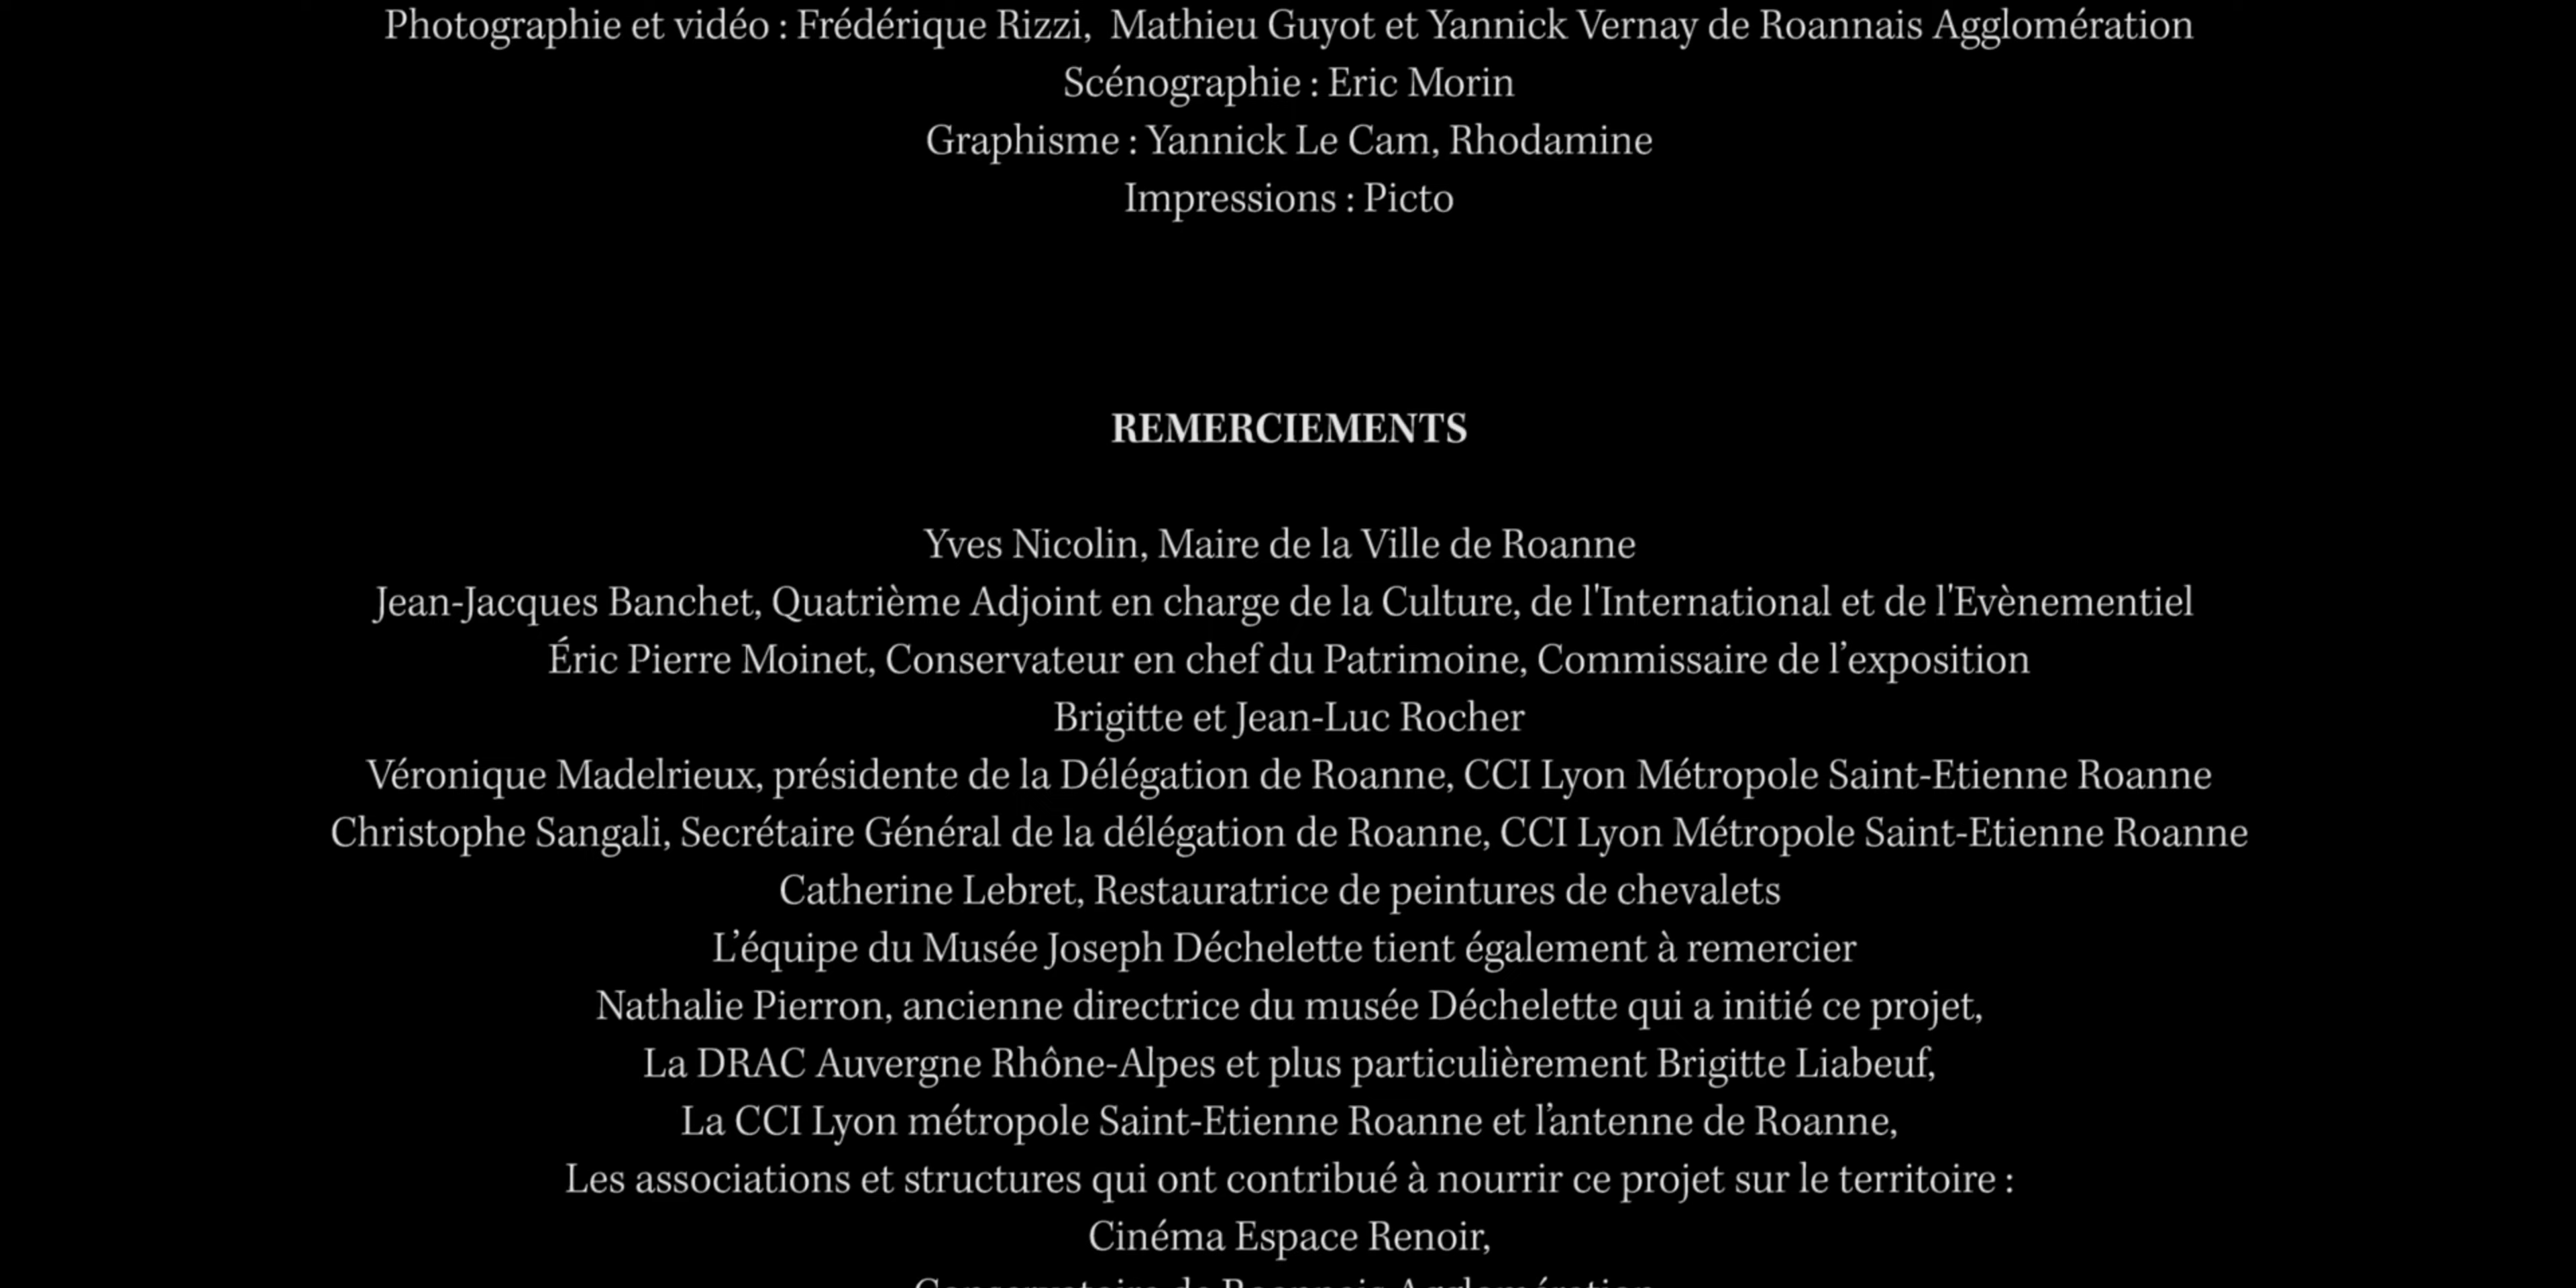 Photographie et vidéo : Frédérique Rizzi, Mathieu Guyot et Yannick Vernay de Roannais Agglomération
Scénographie : Eric Morin
Graphisme : Yannick Le Cam, Rhodamine
Impressions : Picto
REMERCIEMENTS
Yves Nicolin, Maire de la Ville de Roanne
Jean-Jacques Banchet, Quatrième Adjoint en charge de la Culture, de l'International et de l'Evènementiel
Éric Pierre Moinet, Conservateur en chef du Patrimoine, Commissaire de l’exposition
Brigitte et Jean-Luc Rocher
Véronique Madelrieux, présidente de la Délégation de Roanne, CCI Lyon Métropole Saint-Etienne Roanne
Christophe Sangali, Secrétaire Général de la délégation de Roanne, CCI Lyon Métropole Saint-Etienne Roanne
Catherine Lebret, Restauratrice de peintures de chevalets
L’équipe du Musée Joseph Déchelette tient également à remercier
Nathalie Pierron, ancienne directrice du musée Déchelette qui a initié ce projet,
La DRAC Auvergne Rhône-Alpes et plus particulièrement Brigitte Liabeuf,
La CCI Lyon métropole Saint-Etienne Roanne et l’antenne de Roanne,
Les associations et structures qui ont contribué à nourrir ce projet sur le territoire :
Cinéma Espace Renoir,